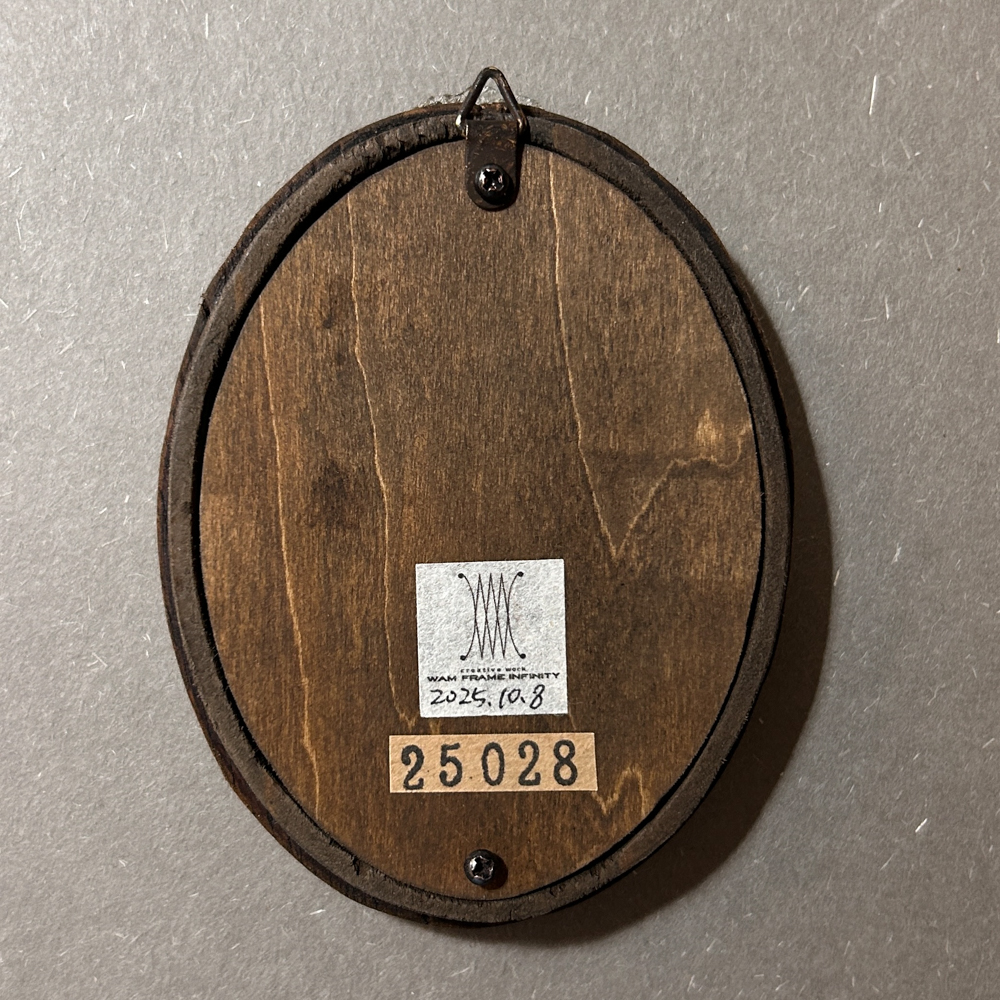 creative work
WAM FRAME INFINITY
2025.10.8
25028